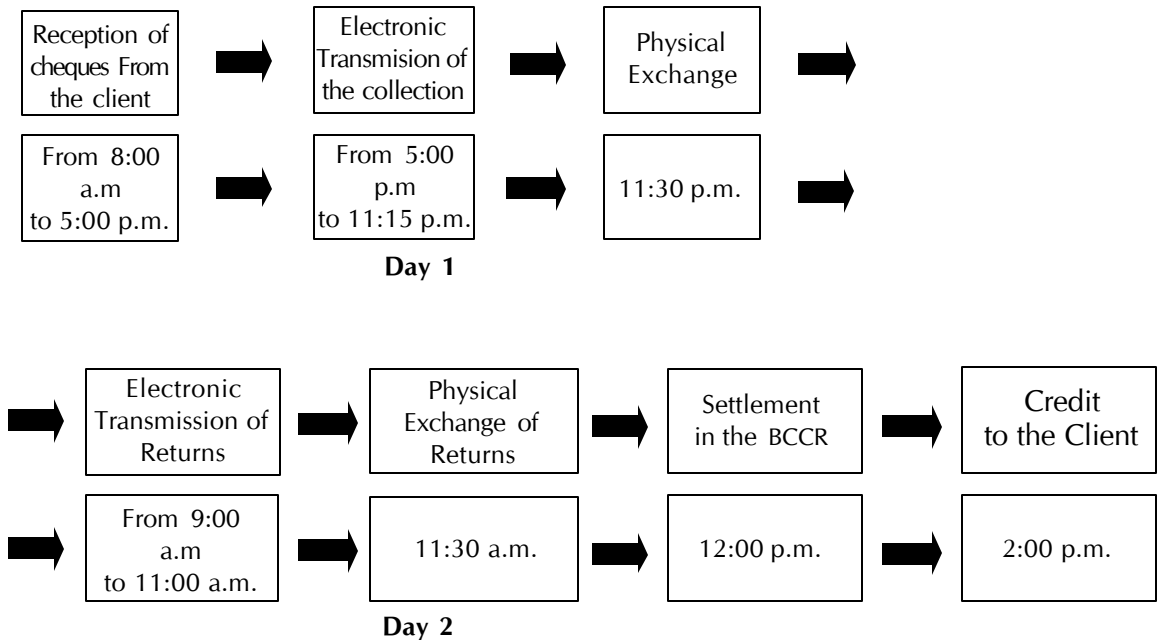 Reception of
cheques From
the client
Electronic
Transmision of
the collection
Physical
Exchange
From 8:00
a.m
to 5:00 p.m.
From 5:00
p.m
to 11:15 p.m.
11:30 p.m.
Day 1
Electronic
Transmission of
Returns
Physical
Exchange of
Returns
Settlement
in the BCCR
Credit
to the Client
From 9:00
a.m
to 11:00 a.m.
11:30 a.m.
12:00 p.m.
2:00 p.m.
Day 2